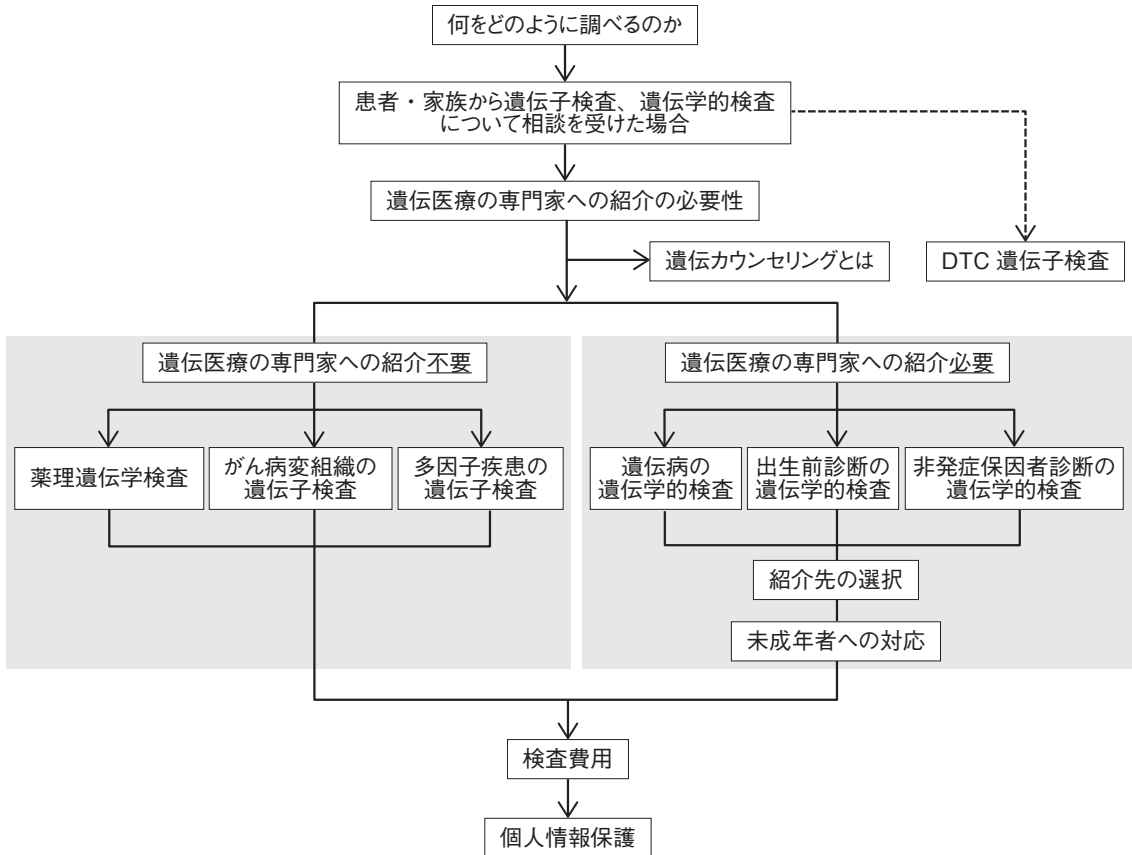 何をどのように調べるのか
患者・家族から遺伝子検査、遺伝学的検査
について相談を受けた場合
遺伝医療の専門家への紹介の必要性
遺伝カウンセリングとは
DTC 遺伝子検査
遺伝医療の専門家への紹介不要
遺伝医療の専門家への紹介必要
薬理遺伝学検査
がん病変組織の
遺伝子検査
多因子疾患の
遺伝子検査
遺伝病の
遺伝学的検査
出生前診断の
遺伝学的検査
非発症保因者診断の
遺伝学的検査
紹介先の選択
未成年者への対応
検査費用
個人情報保護